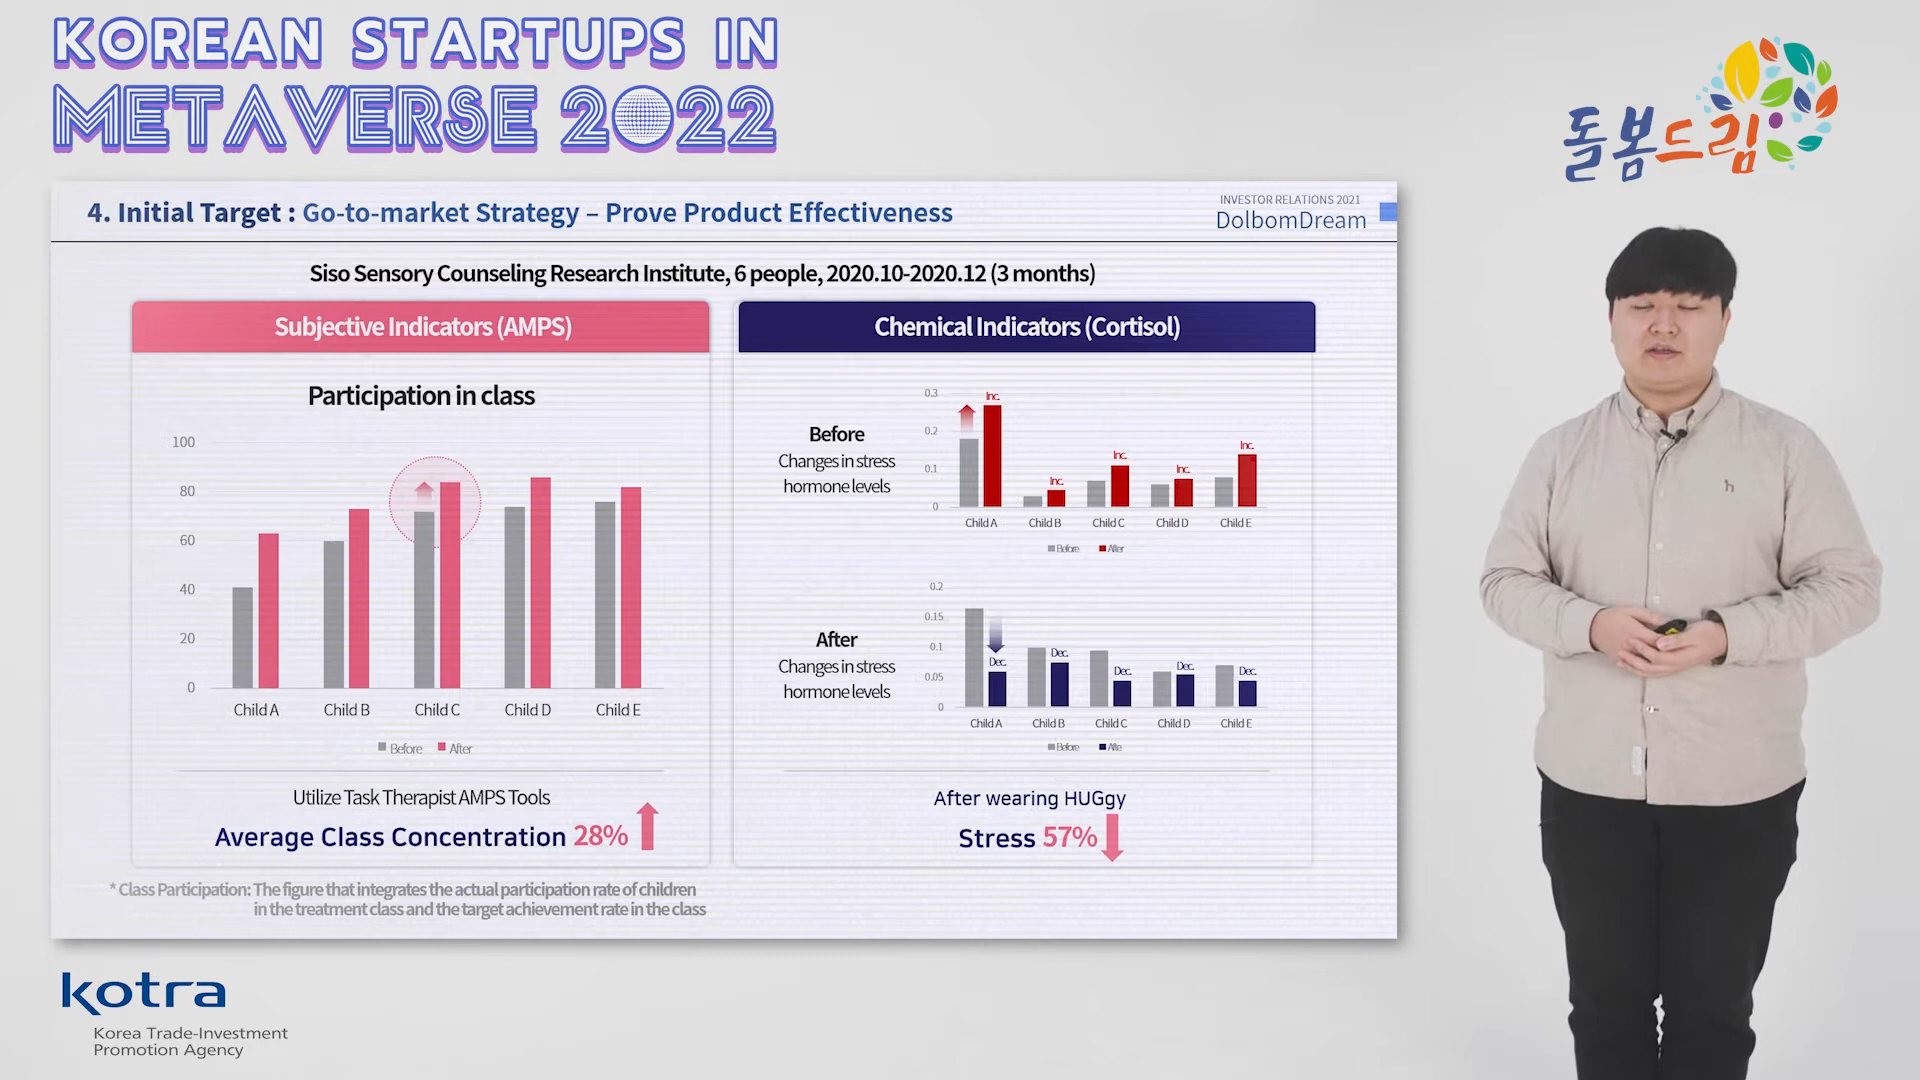 KOREAN STARTUPS IN
METAVERSE 2022
돌봄드림
4. Initial Target : Go-to-market Strategy – Prove Product Effectiveness
INVESTOR RELATIONS 2021
DolbomDream
Siso Sensory Counseling Research Institute, 6 people, 2020.10-2020.12 (3 months)
Subjective Indicators (AMPS)
Participation in class
100
80
60
40
20
0
Child A Child B Child C Child D Child E
Before After
Utilize Task Therapist AMPS Tools
Average Class Concentration 28%
Chemical Indicators (Cortisol)
Before
Changes in stress
hormone levels
0.3
0.2
0.1
0
Inc. Inc. Inc. Inc. Inc.
Child A Child B Child C Child D Child E
Before After
After
Changes in stress
hormone levels
0.2
0.15
0.1
0.05
0
Dec. Dec. Dec. Dec. Dec.
Child A Child B Child C Child D Child E
Before Afte
After wearing HUGgy
Stress 57%
* Class Participation: The figure that integrates the actual participation rate of children
in the treatment class and the target achievement rate in the class
kotra
Korea Trade-Investment
Promotion Agency